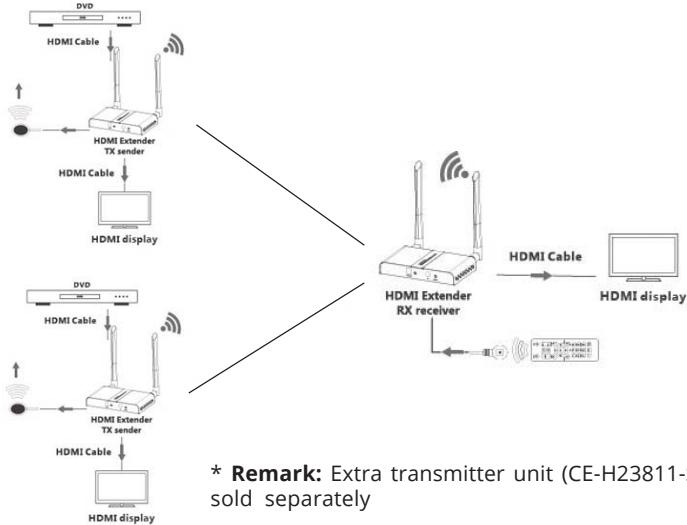 DVD
HDMI Cable
HDMI Extender
TX sender
HDMI Cable
HDMI display
DVD
HDMI Cable
HDMI Extender
TX sender
HDMI Cable
HDMI display
HDMI Extender
RX receiver
HDMI Cable
HDMI display
* Remark: Extra transmitter unit (CE-H23811-
sold separately